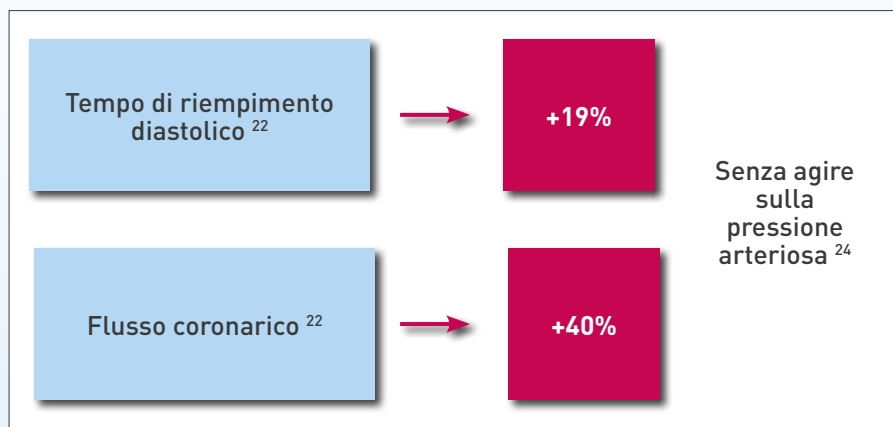 Tempo di riempimento
diastolico 22
+19%
Flusso coronarico 22
+40%
Senza agire
sulla
pressione
arteriosa 24